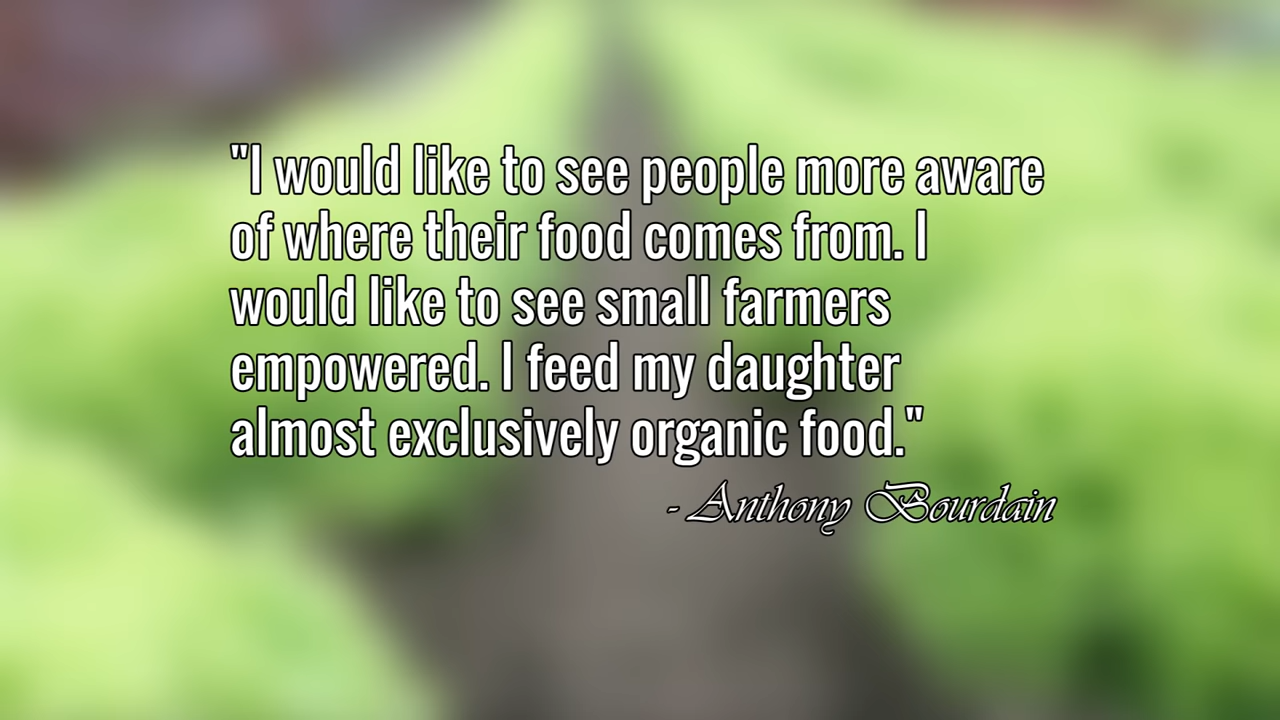 "I would like to see people more aware
of where their food comes from. I
would like to see small farmers
empowered. I feed my daughter
almost exclusively organic food."
- Anthony Bourdain